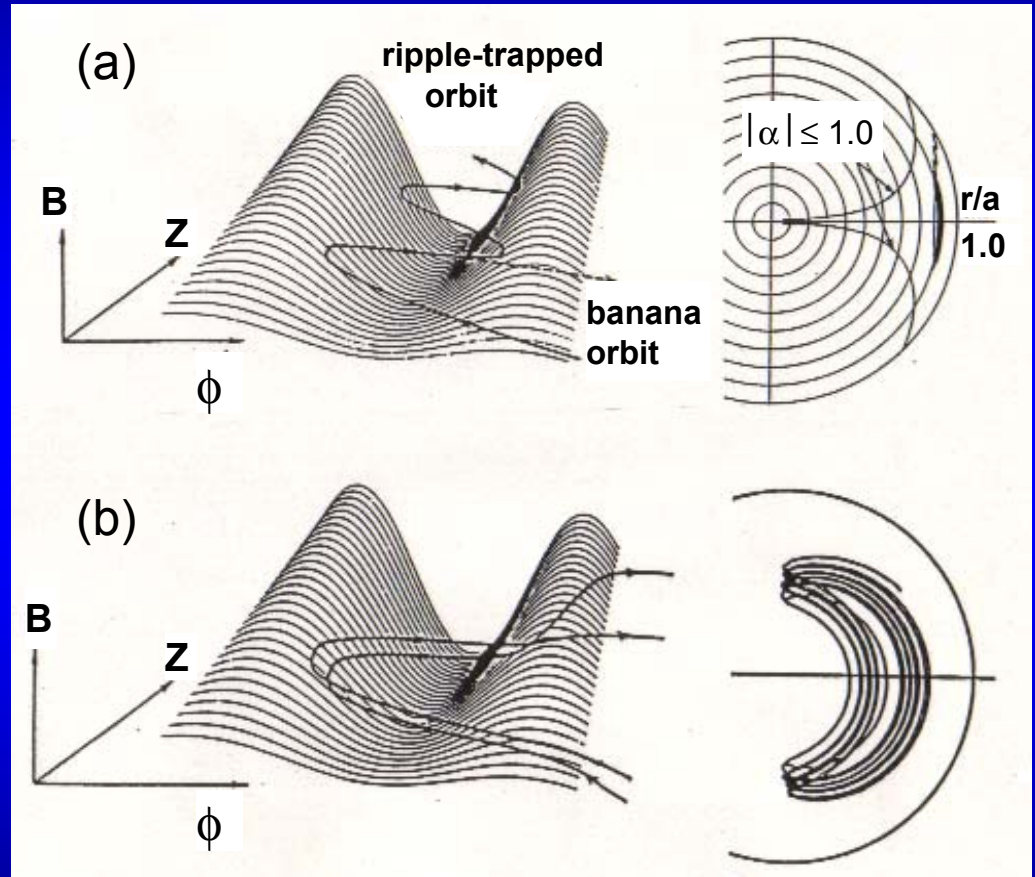 (a)
ripple-trapped
orbit
|α| ≤ 1.0
B
Z
r/a
1.0
banana
orbit
ϕ
(b)
B
Z
ϕ